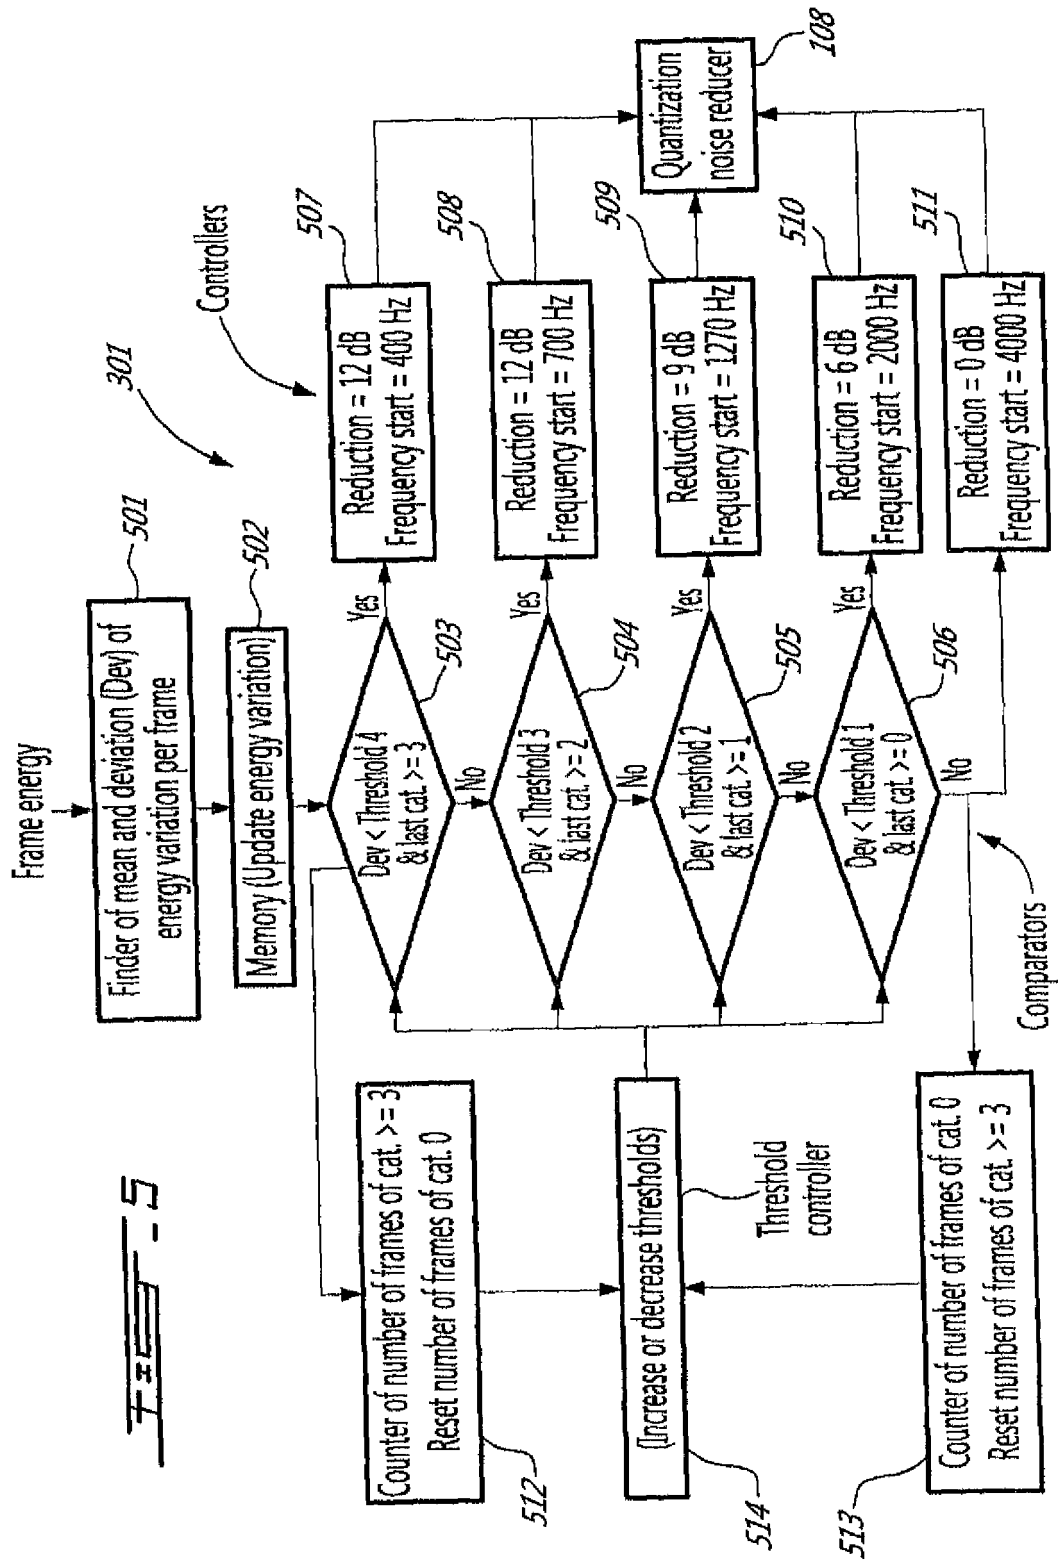 Frame energy
Finder of mean and deviation (Dev) of
energy variation per frame
501
Memory (Update energy variation)
502
301
Controllers
Dev < Threshold 4
& last cat. >= 3
503
Yes
No
Reduction = 12 dB
Frequency start = 400 Hz
507
Dev < Threshold 3
& last cat. >= 2
504
Yes
No
Reduction = 12 dB
Frequency start = 700 Hz
508
Dev < Threshold 2
& last cat. >= 1
505
Yes
No
Reduction = 9 dB
Frequency start = 1270 Hz
509
Dev < Threshold 1
& last cat. >= 0
506
Yes
No
Reduction = 6 dB
Frequency start = 2000 Hz
510
Reduction = 0 dB
Frequency start = 4000 Hz
511
Quantization
noise reducer
108
Comparators
Counter of number of frames of cat. >= 3
Reset number of frames of cat. 0
512
(Increase or decrease thresholds)
514
Threshold
controller
Counter of number of frames of cat. 0
Reset number of frames of cat. >= 3
513
FIG-5